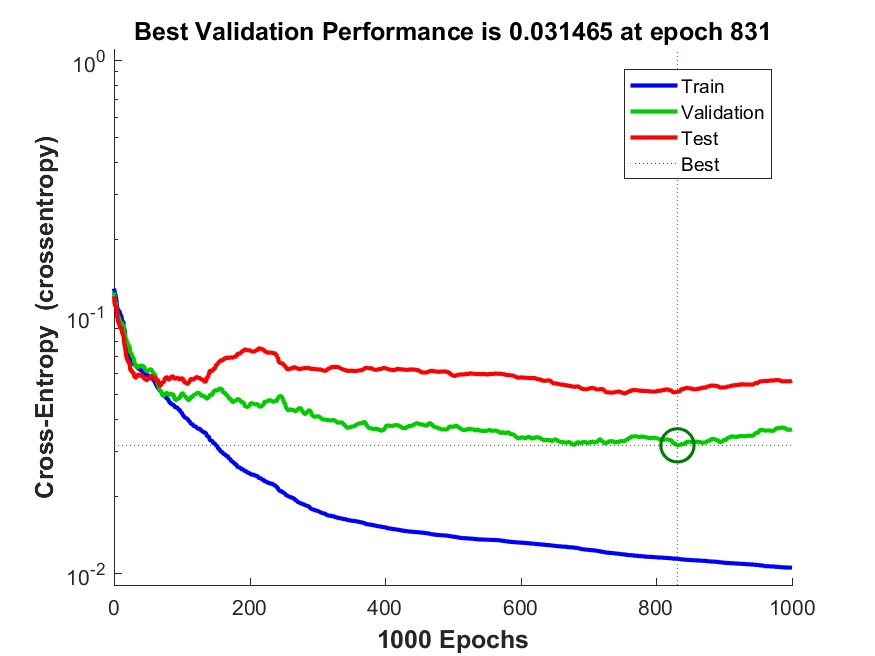 Best Validation Performance is 0.031465 at epoch 831
Cross-Entropy (crossentropy)
10^0
10^-1
10^-2
Train
Validation
Test
Best
0 200 400 600 800 1000
1000 Epochs